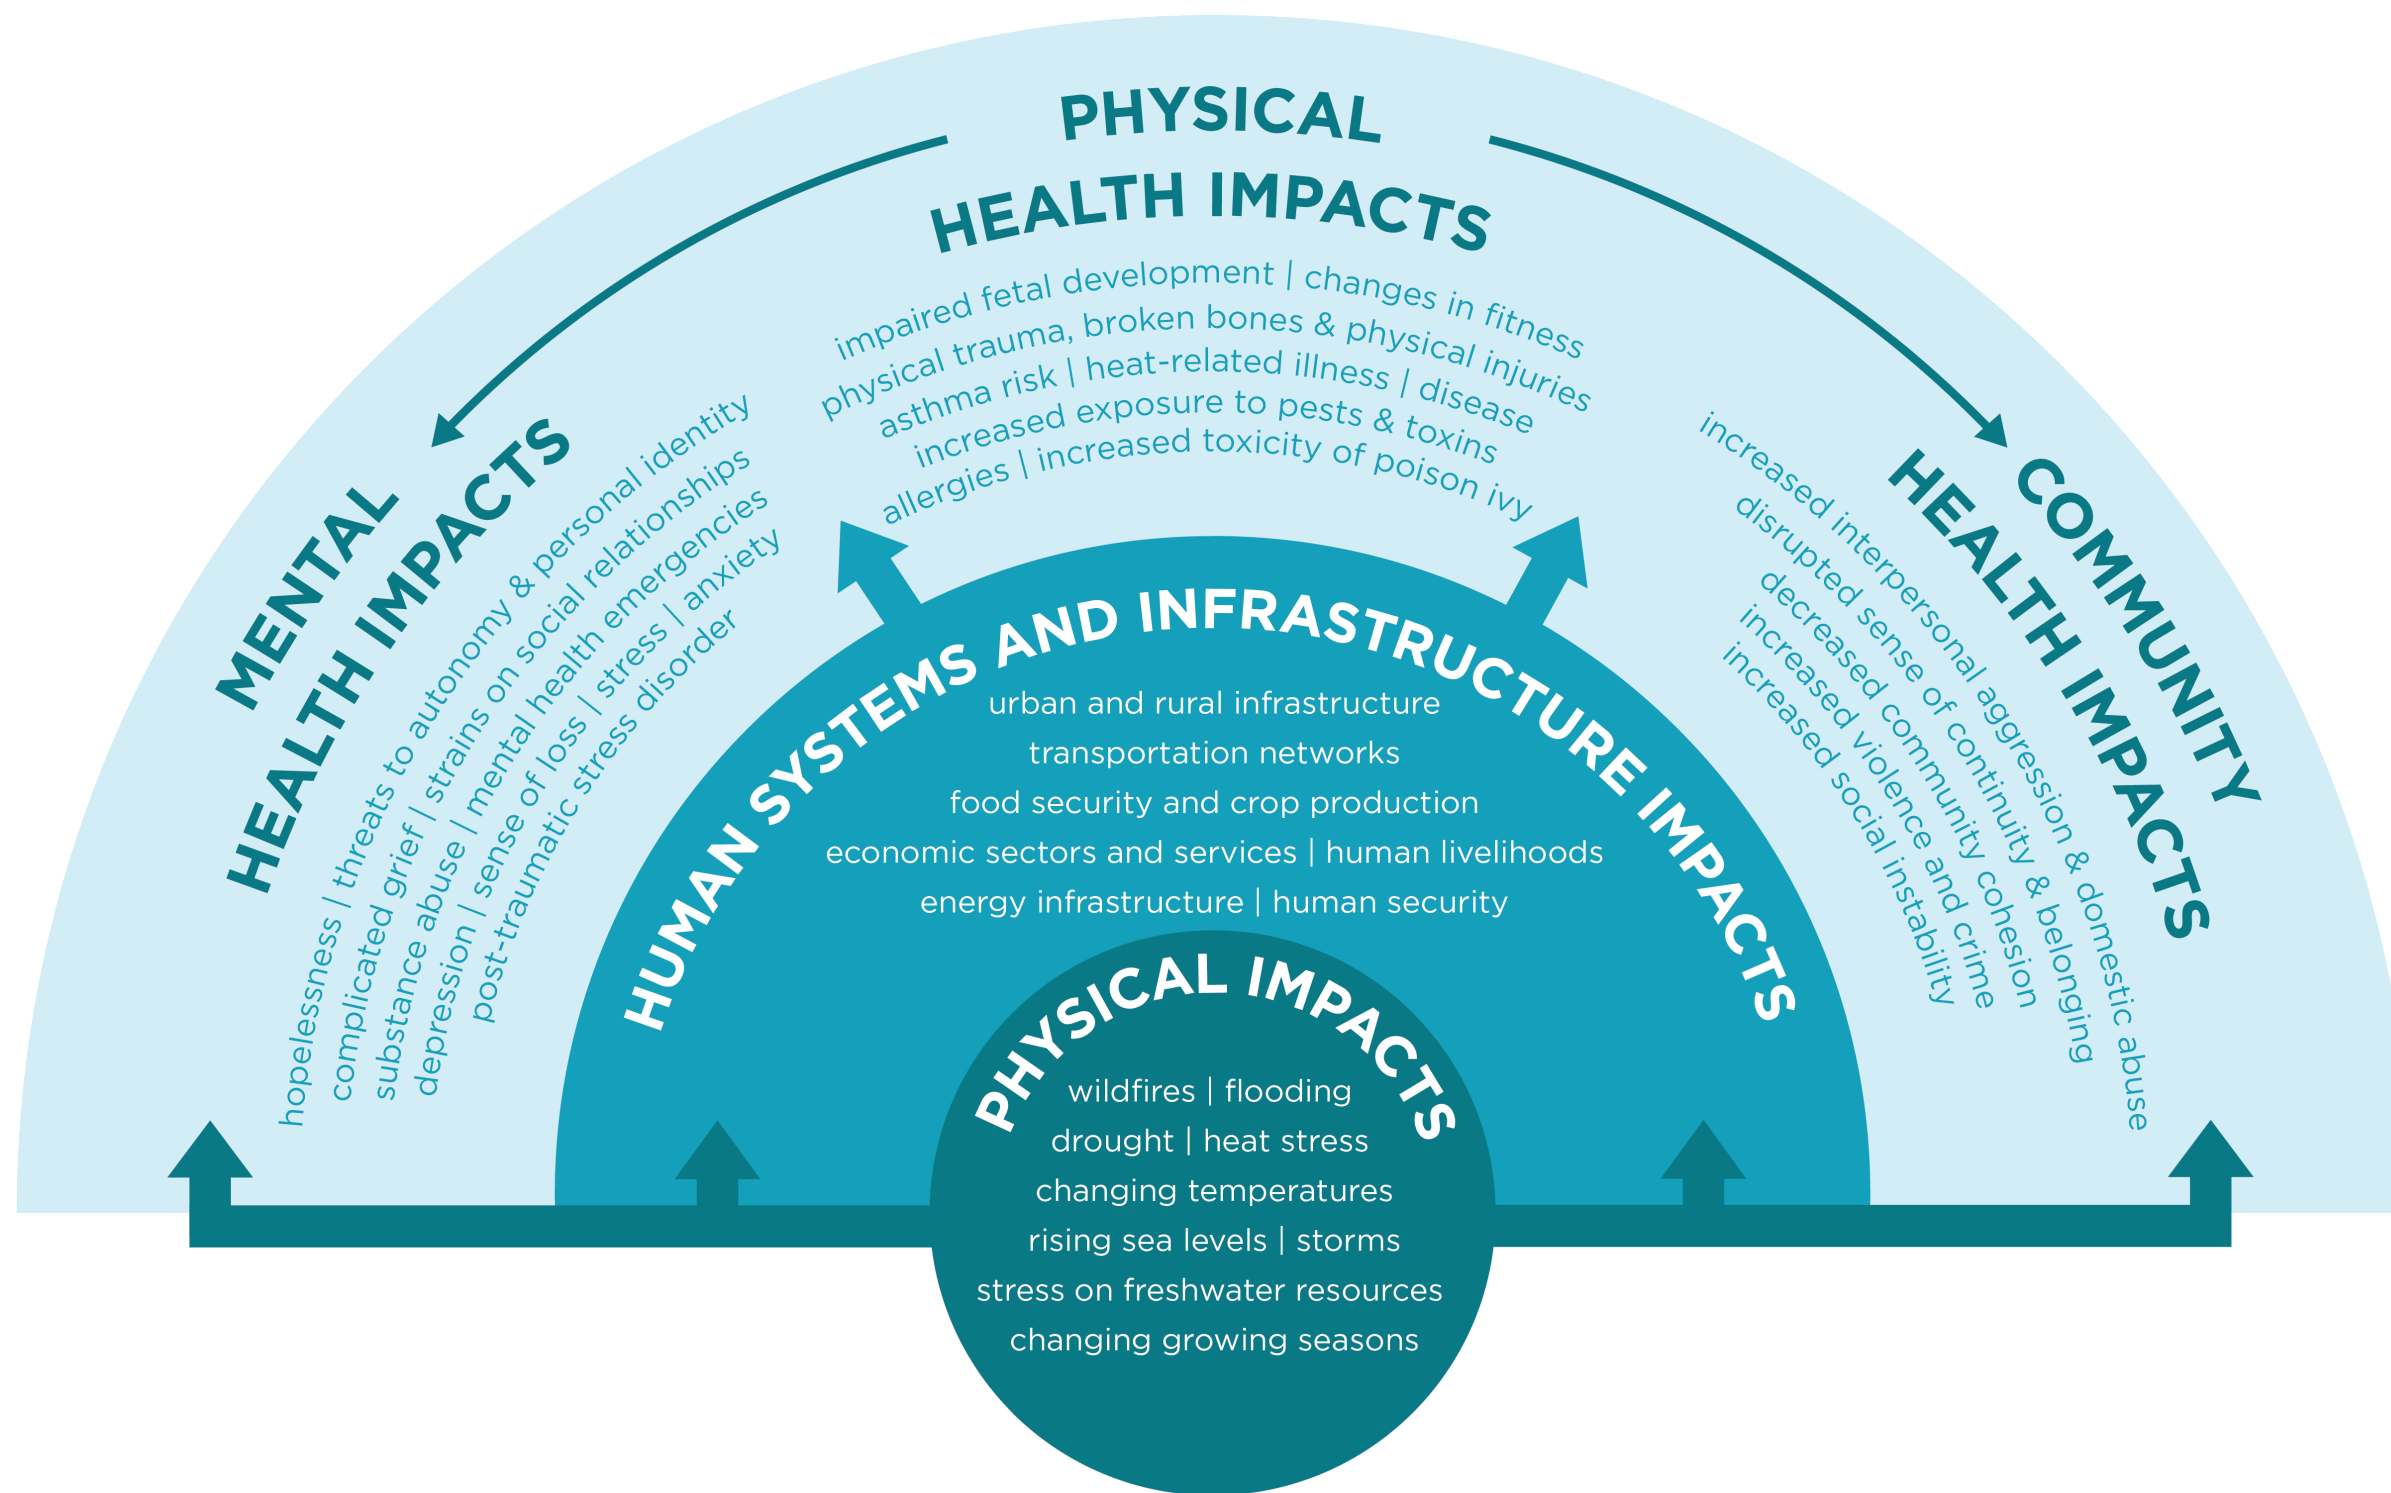 PHYSICAL
HEALTH IMPACTS
impaired fetal development | changes in fitness
physical trauma, broken bones & physical injuries
asthma risk | heat-related illness | disease
increased exposure to pests & toxins
allergies | increased toxicity of poison ivy
MENTAL
HEALTH IMPACTS
hopelessness | threats to autonomy & personal identity
complicated grief | strains on social relationships
substance abuse | mental health emergencies
depression | sense of loss | stress | anxiety
post-traumatic stress disorder
COMMUNITY
HEALTH IMPACTS
increased interpersonal aggression & domestic abuse
disrupted sense of continuity & belonging
decreased community cohesion
increased violence and crime
increased social instability
HUMAN SYSTEMS AND INFRASTRUCTURE IMPACTS
urban and rural infrastructure
transportation networks
food security and crop production
economic sectors and services | human livelihoods
energy infrastructure | human security
PHYSICAL IMPACTS
wildfires | flooding
drought | heat stress
changing temperatures
rising sea levels | storms
stress on freshwater resources
changing growing seasons